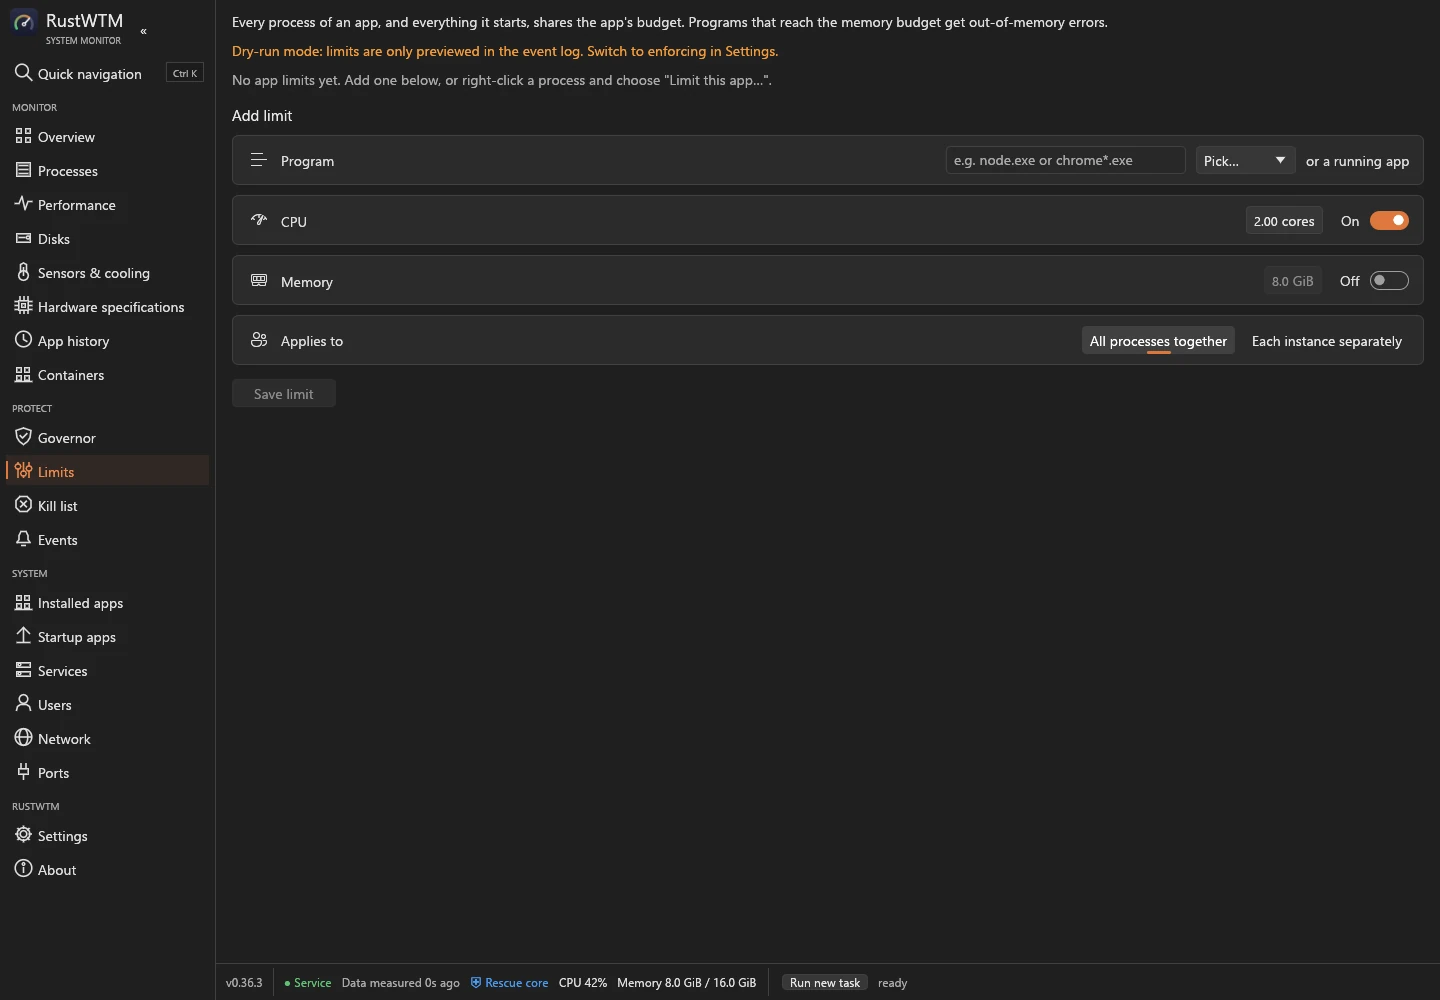 RustWTM
SYSTEM MONITOR
«
Quick navigation
Ctrl K
MONITOR
Overview
Processes
Performance
Disks
Sensors & cooling
Hardware specifications
App history
Containers
PROTECT
Governor
Limits
Kill list
Events
SYSTEM
Installed apps
Startup apps
Services
Users
Network
Ports
RUSTWTM
Settings
About
Every process of an app, and everything it starts, shares the app's budget. Programs that reach the memory budget get out-of-memory errors.
Dry-run mode: limits are only previewed in the event log. Switch to enforcing in Settings.
No app limits yet. Add one below, or right-click a process and choose "Limit this app...".
Add limit
Program
e.g. node.exe or chrome*.exe
Pick...
or a running app
CPU
2.00 cores
On
Memory
8.0 GiB
Off
Applies to
All processes together
Each instance separately
Save limit
v0.36.3
Service
Data measured 0s ago
Rescue core
CPU 42%
Memory 8.0 GiB / 16.0 GiB
Run new task
ready